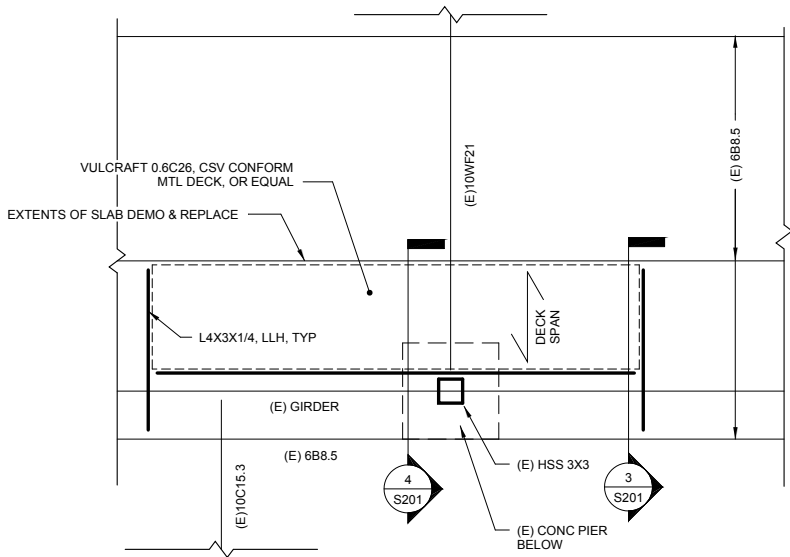 VULCRAFT 0.6C26, CSV CONFORM
MTL DECK, OR EQUAL
EXTENTS OF SLAB DEMO & REPLACE
(E)10WF21
(E) 6B8.5
L4X3X1/4, LLH, TYP
DECK
SPAN
(E) GIRDER
(E) 6B8.5
(E)10C15.3
(E) HSS 3X3
4
S201
3
S201
(E) CONC PIER
BELOW